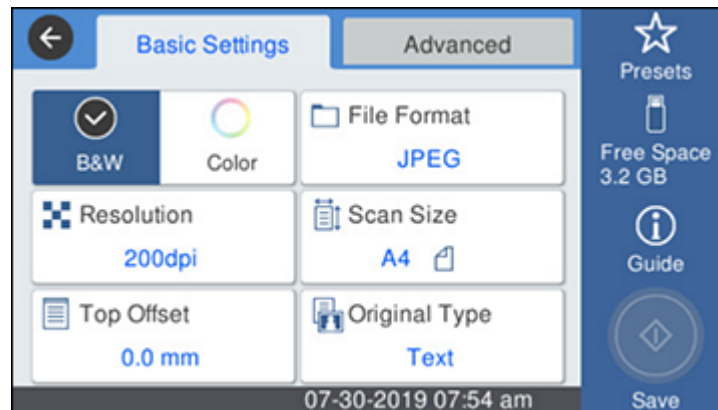 Basic Settings
Advanced
Presets
B&W
Color
File Format
JPEG
Free Space
3.2 GB
Resolution
200dpi
Scan Size
A4
Guide
Top Offset
0.0 mm
Original Type
Text
07-30-2019 07:54 am
Save